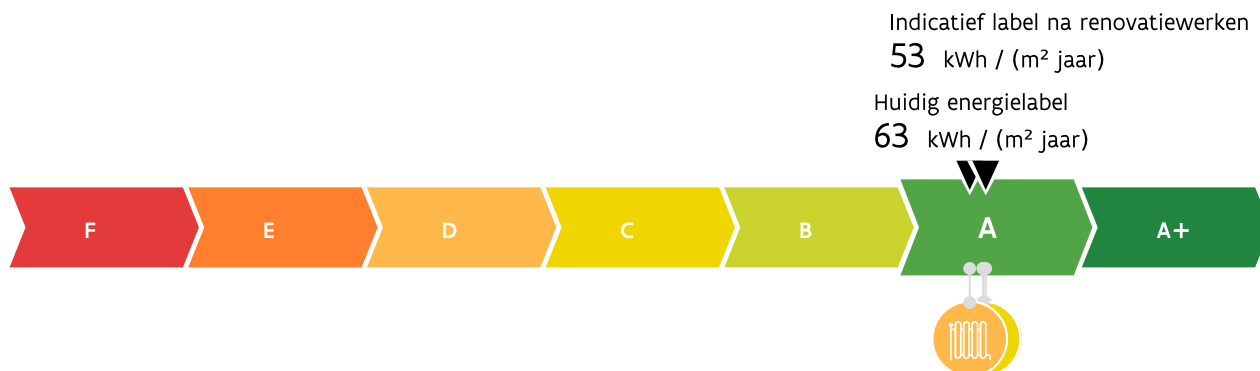 Indicatief label na renovatiewerken
53 kWh / (m² jaar)
Huidig energielabel
63 kWh / (m² jaar)
F E D C B A A+